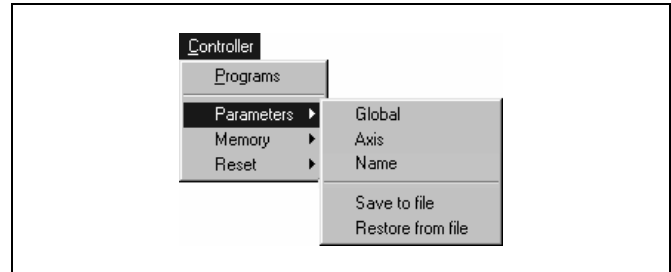 Controller
Programs
Parameters
Memory
Reset
Global
Axis
Name
Save to file
Restore from file